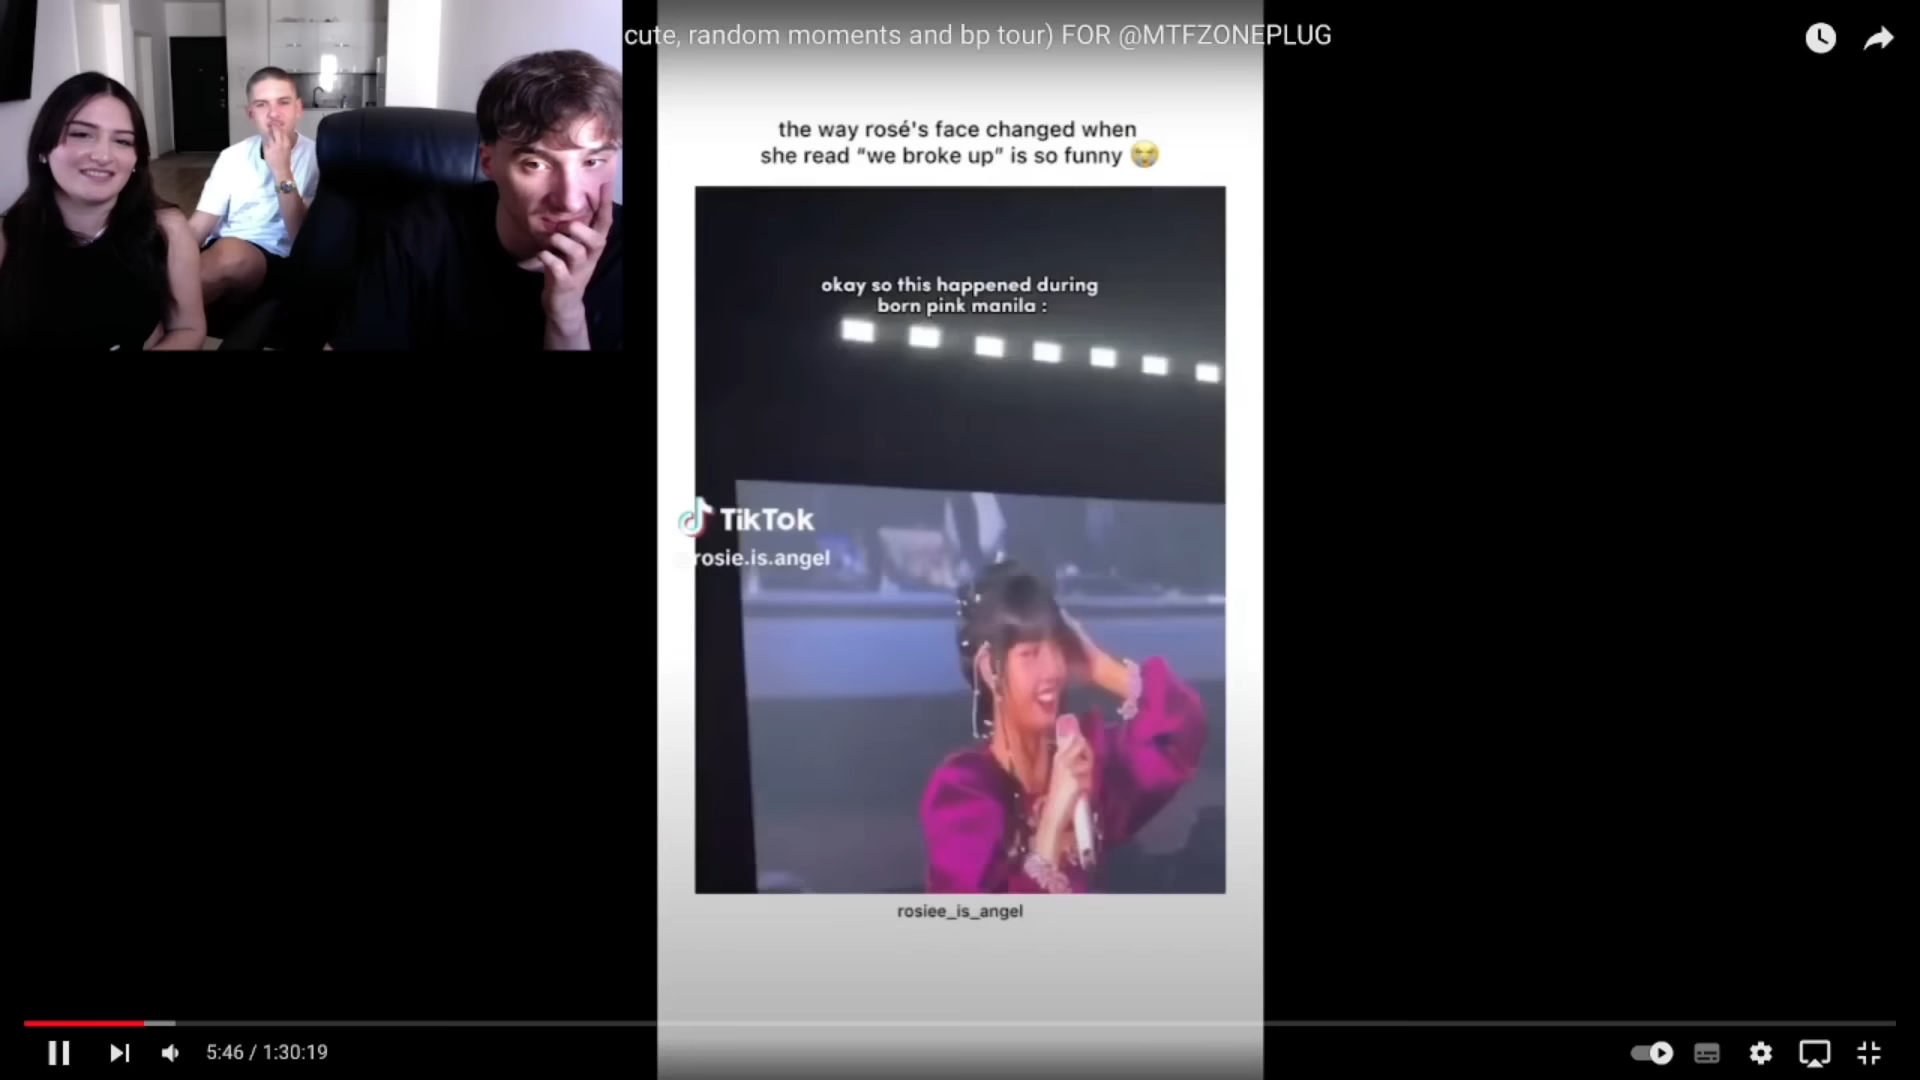 cute, random moments and bp tour) FOR @MTFZONEPLUG
the way rosé's face changed when
she read “we broke up” is so funny 😭
okay so this happened during
born pink manila :
TikTok
rosie.is.angel
rosiee_is_angel
5:46 / 1:30:19